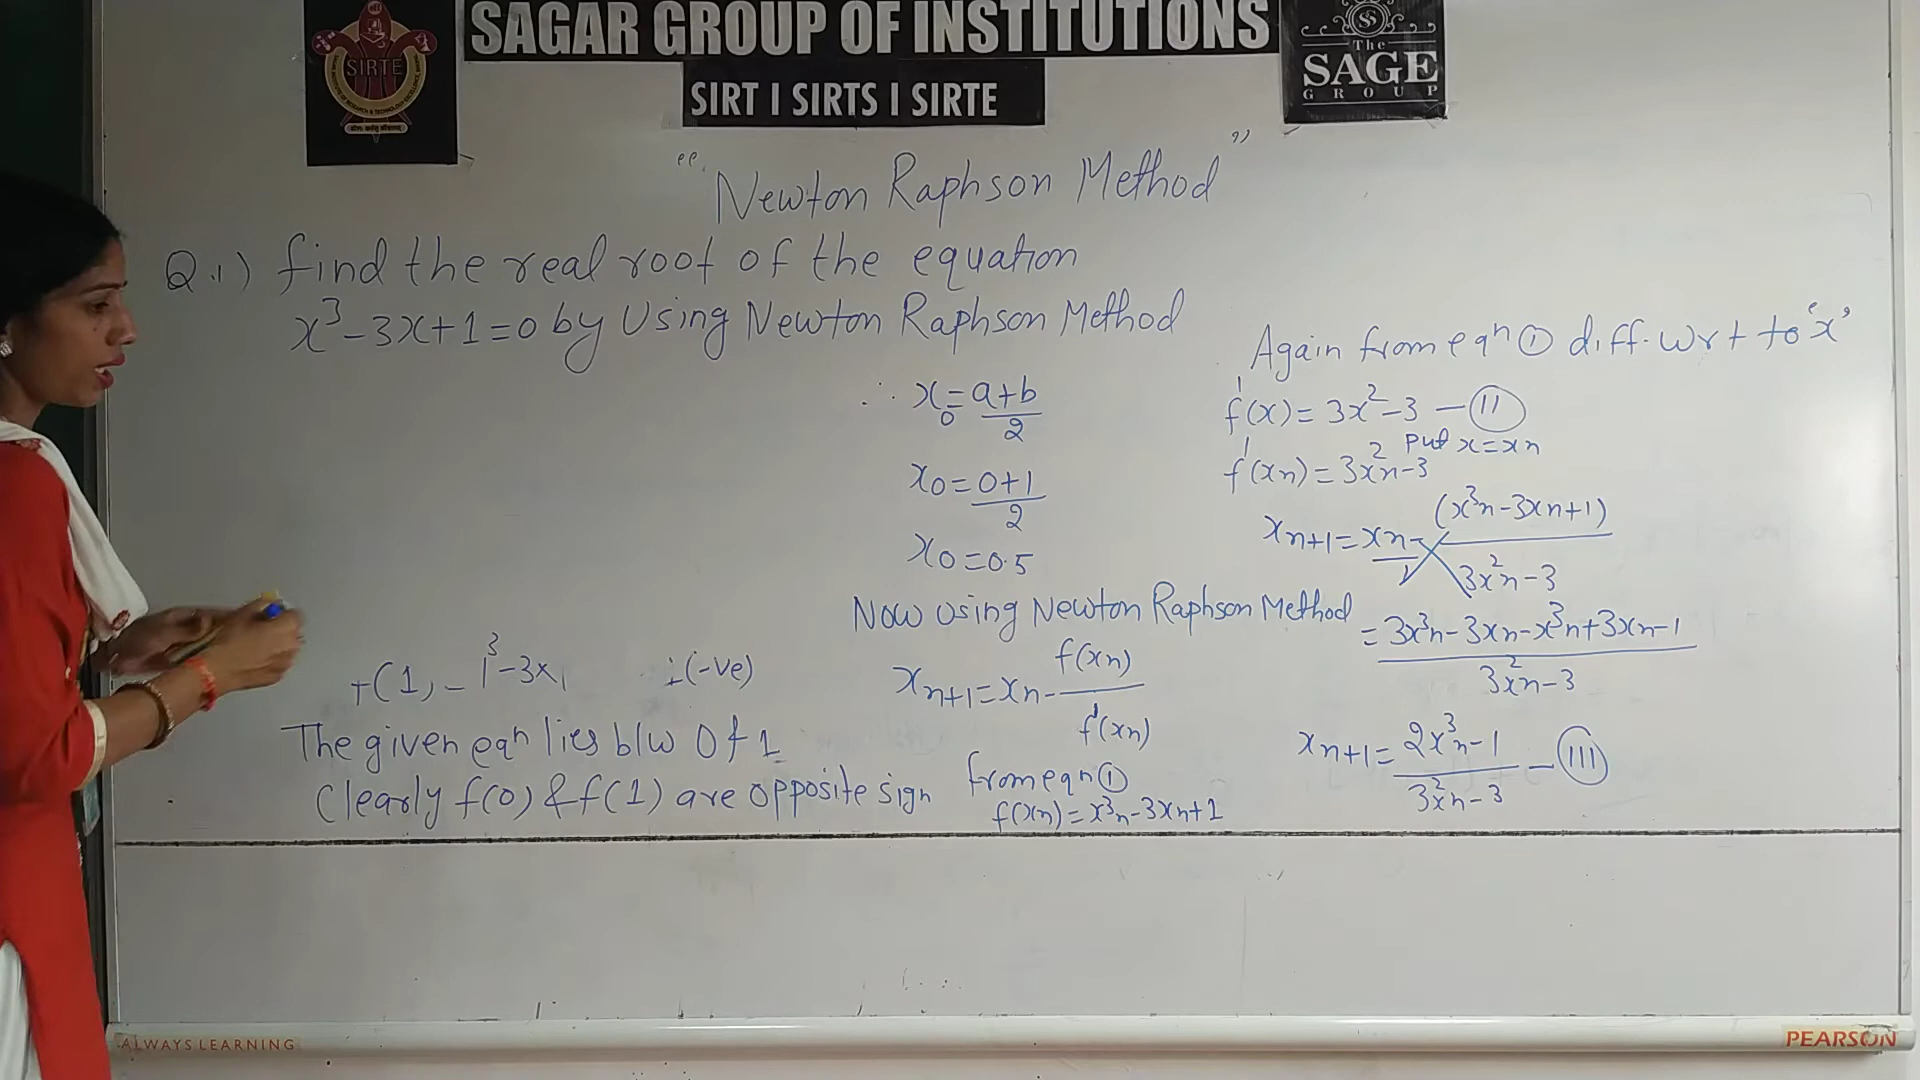 SAGAR GROUP OF INSTITUTIONS
SIRT I SIRTS I SIRTE
SIRTE
The
SAGE
GROUP
"Newton Raphson Method"
Q.1) find the real root of the equation
x³-3x+1=0 by Using Newton Raphson Method
∴ x₀=a+b/2
x₀=0+1/2
x₀=0.5
Now using Newton Raphson Method
xn+1=xn-f(xn)/f'(xn)
from eqn ①
f(xn)=x³n-3xn+1
1³-3x1
(-ve)
The given eqn lies b/w 0 & 1
Clearly f(0) & f(1) are opposite sign
Again from eqn ① diff. wrt to 'x'
f'(x)=3x²-3 — (II)
put x=xn
f'(xn)=3x²n-3
xn+1=xn-(x³n-3xn+1)/3x²n-3
=3x³n-3xn-x³n+3xn-1/3x²n-3
xn+1=2x³n-1/3x²n-3 — (III)
ALWAYS LEARNING
PEARSON